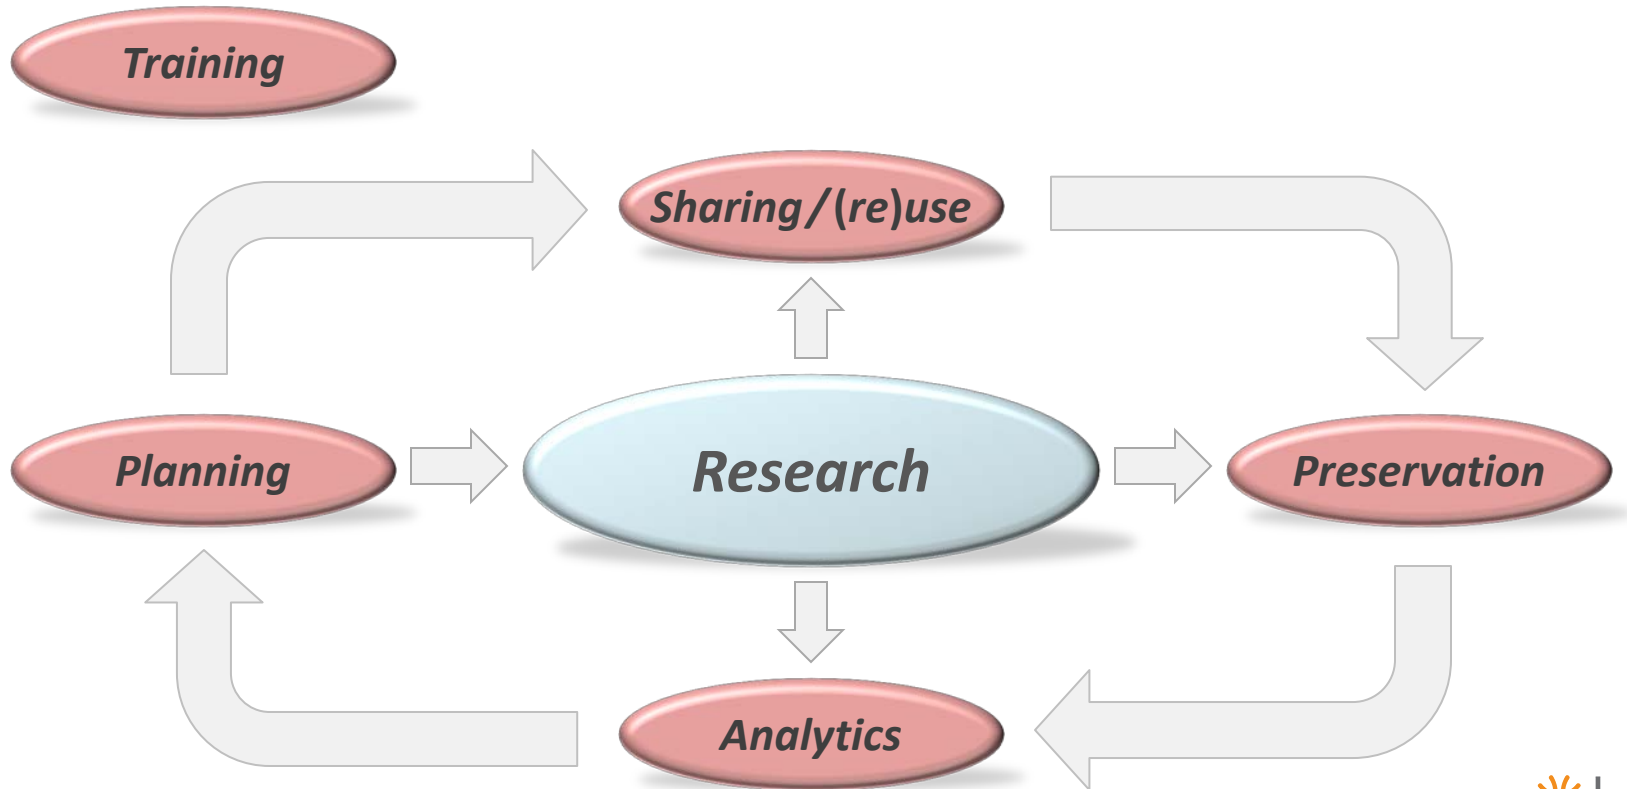 Training
Sharing/(re)use
Planning
Research
Preservation
Analytics